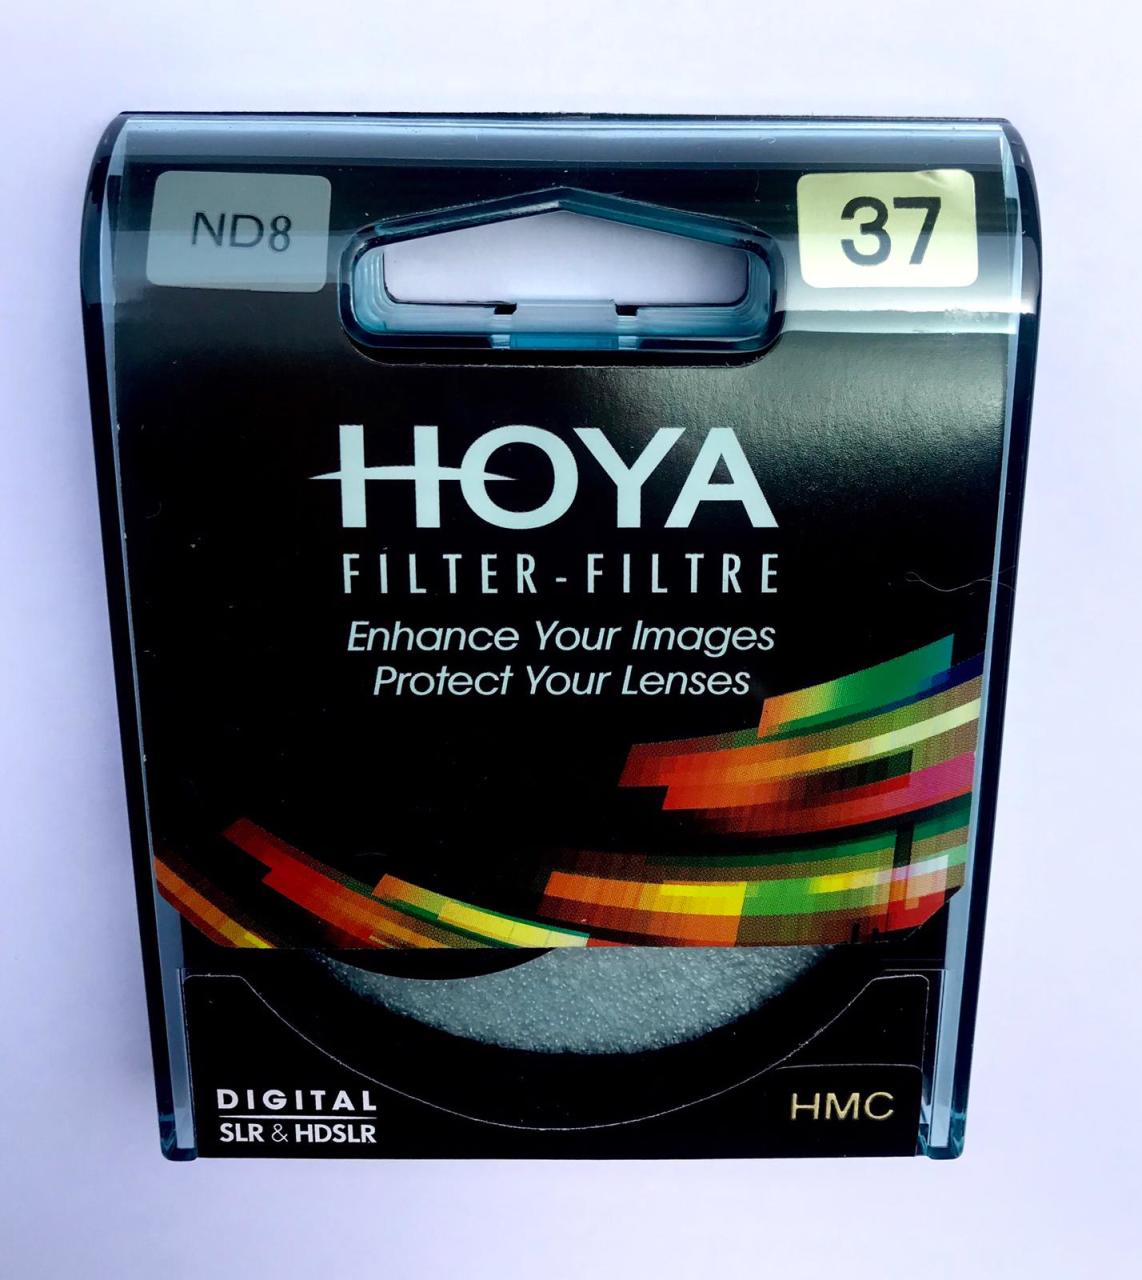 ND8
37
HOYA
FILTER-FILTRE
Enhance Your Images
Protect Your Lenses
DIGITAL
SLR & HDSLR
HMC